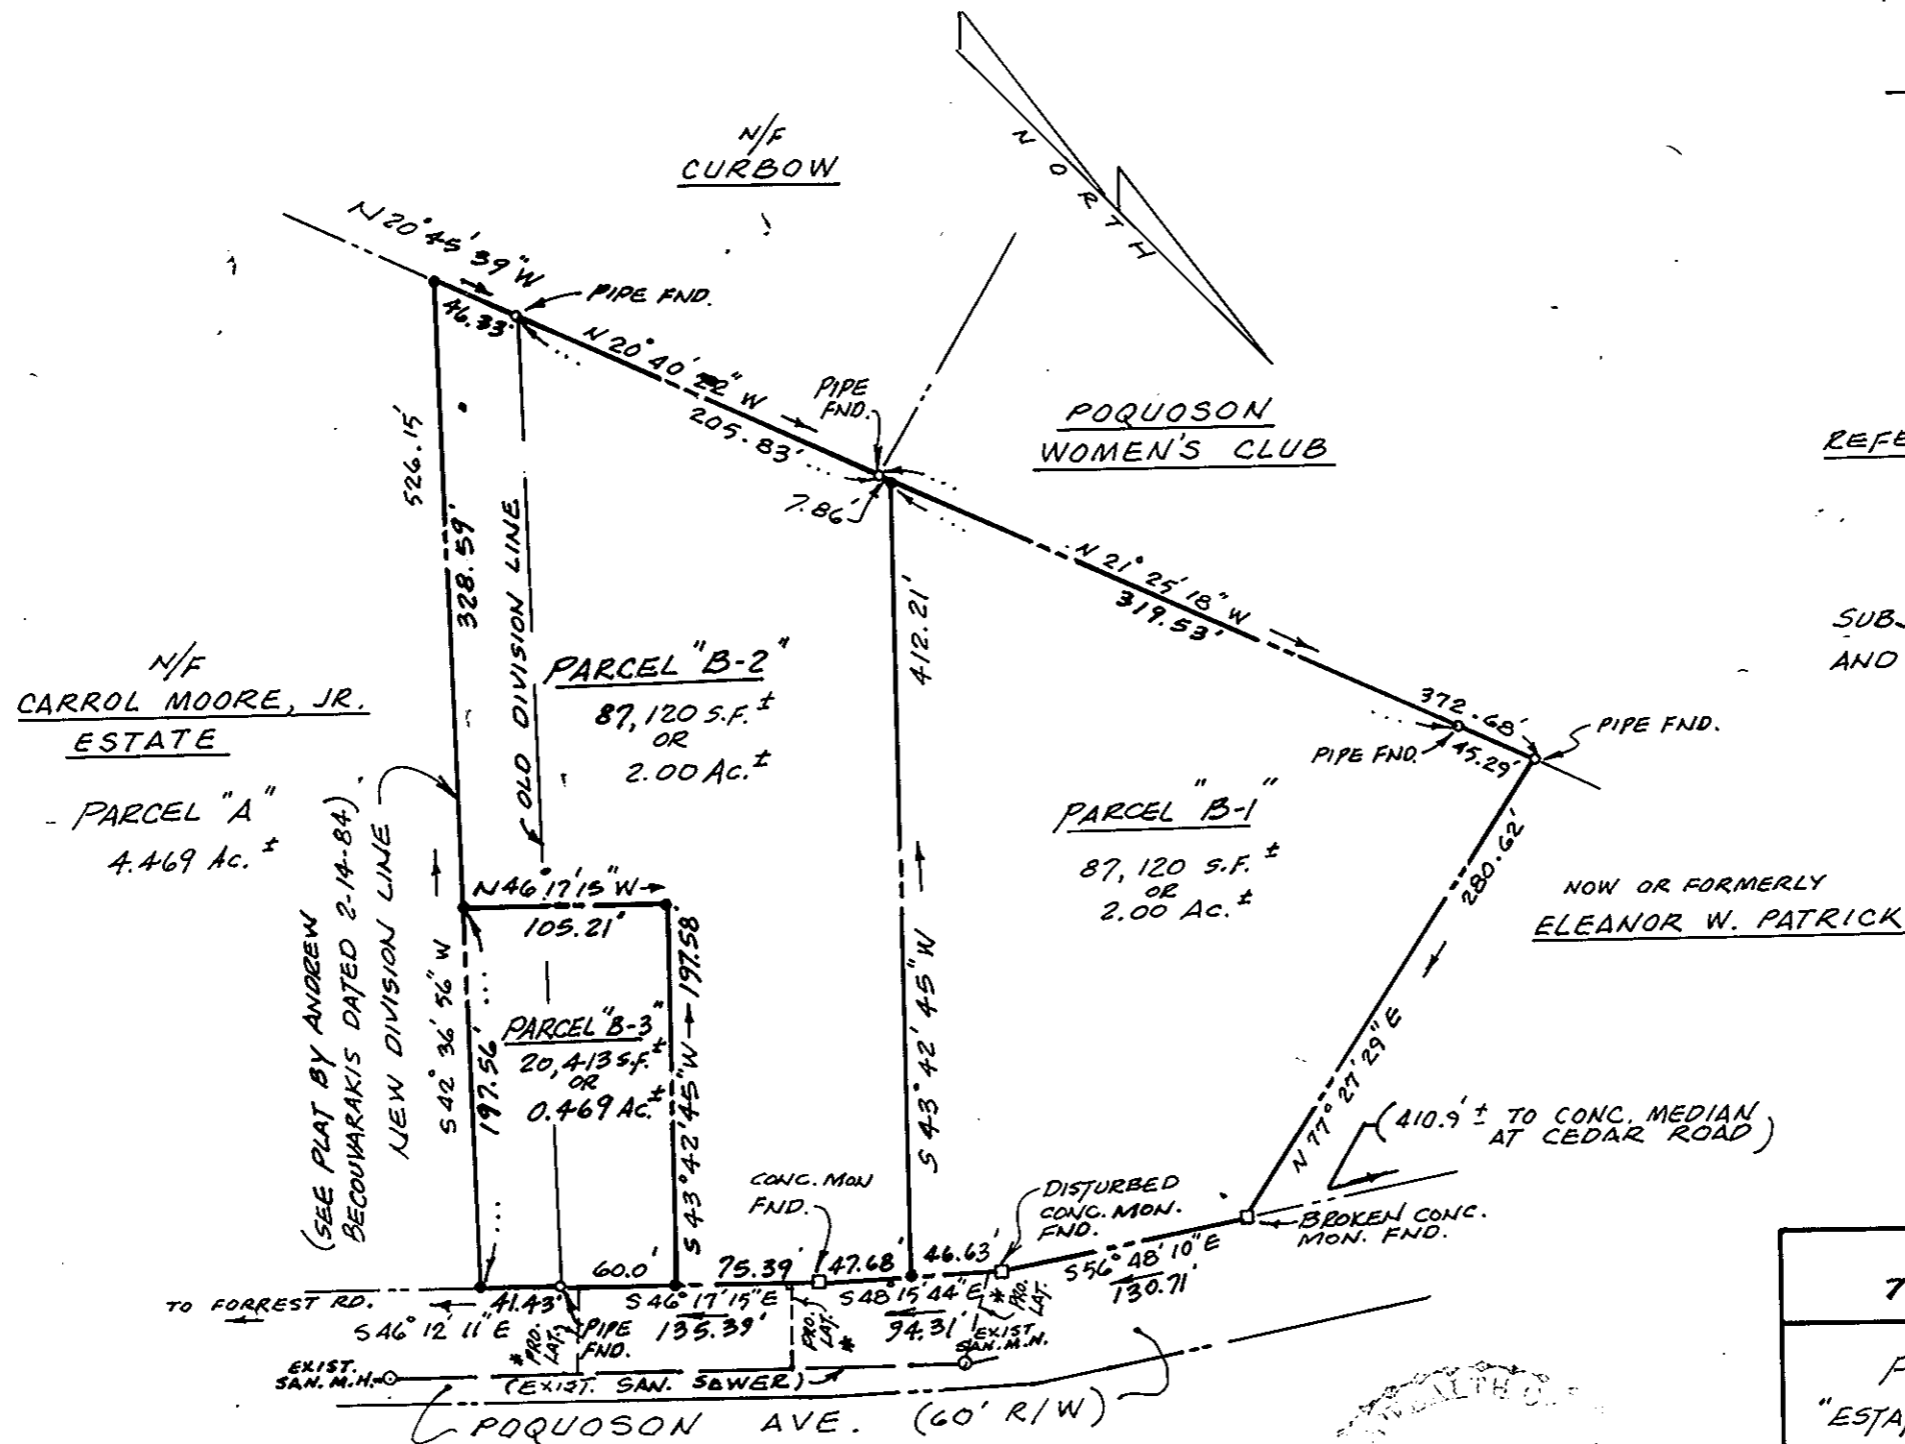 N/F
CURBOW
NORTH
N 20° 45' 39" W
46.33'
PIPE FND.
N 20° 40' 22" W
205.83'
PIPE
FND.
7.86'
POQUOSON
WOMEN'S CLUB
REFE
N 21° 25' 18" W
319.53'
SUB
AND
526.15'
328.59'
OLD DIVISION LINE
412.21'
372.68'
PIPE FND.
PIPE FND.
45.29'
N/F
CARROL MOORE, JR.
ESTATE
PARCEL "A"
4.469 Ac.±
PARCEL "B-2"
87,120 S.F.±
OR
2.00 Ac.±
PARCEL "B-1"
87,120 S.F.±
OR
2.00 Ac.±
280.62'
NOW OR FORMERLY
ELEANOR W. PATRICK
(SEE PLAT BY ANDREW
BECOUVARAKIS DATED 2-14-84)
NEW DIVISION LINE
N 46° 17' 15" W
105.21'
S 42° 36' 56" W
197.56'
PARCEL "B-3"
20,413 S.F.±
OR
0.469 Ac.±
S 43° 42' 45" W 197.58
S 43° 42' 45" W
N 77° 27' 29" E
(410.9'± TO CONC. MEDIAN
AT CEDAR ROAD)
CONC. MON
FND.
DISTURBED
CONC. MON.
FND.
BROKEN CONC.
MON. FND.
60.0'
75.39'
47.68'
46.63'
S 56° 48' 10" E
130.71'
TO FORREST RD.
41.43'
S 46° 12' 11" E
S 46° 17' 15" E
135.39'
S 48° 15' 44" E
94.31'
* PRO.
LAT.
PIPE
FND.
PRO.
LAT. *
* PRO.
LAT.
EXIST.
SAN. M.H.
EXIST.
SAN. M.H.
(EXIST. SAN. SEWER)
POQUOSON AVE. (60' R/W)
"ESTA